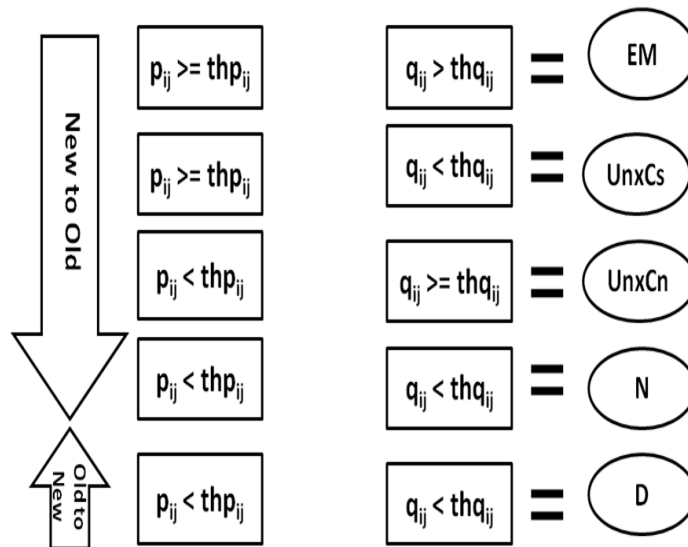 New to Old
p_ij >= thp_ij q_ij > thq_ij = EM
p_ij >= thp_ij q_ij < thq_ij = UnxCs
p_ij < thp_ij q_ij >= thq_ij = UnxCn
p_ij < thp_ij q_ij < thq_ij = N
Old to
New
p_ij < thp_ij q_ij < thq_ij = D